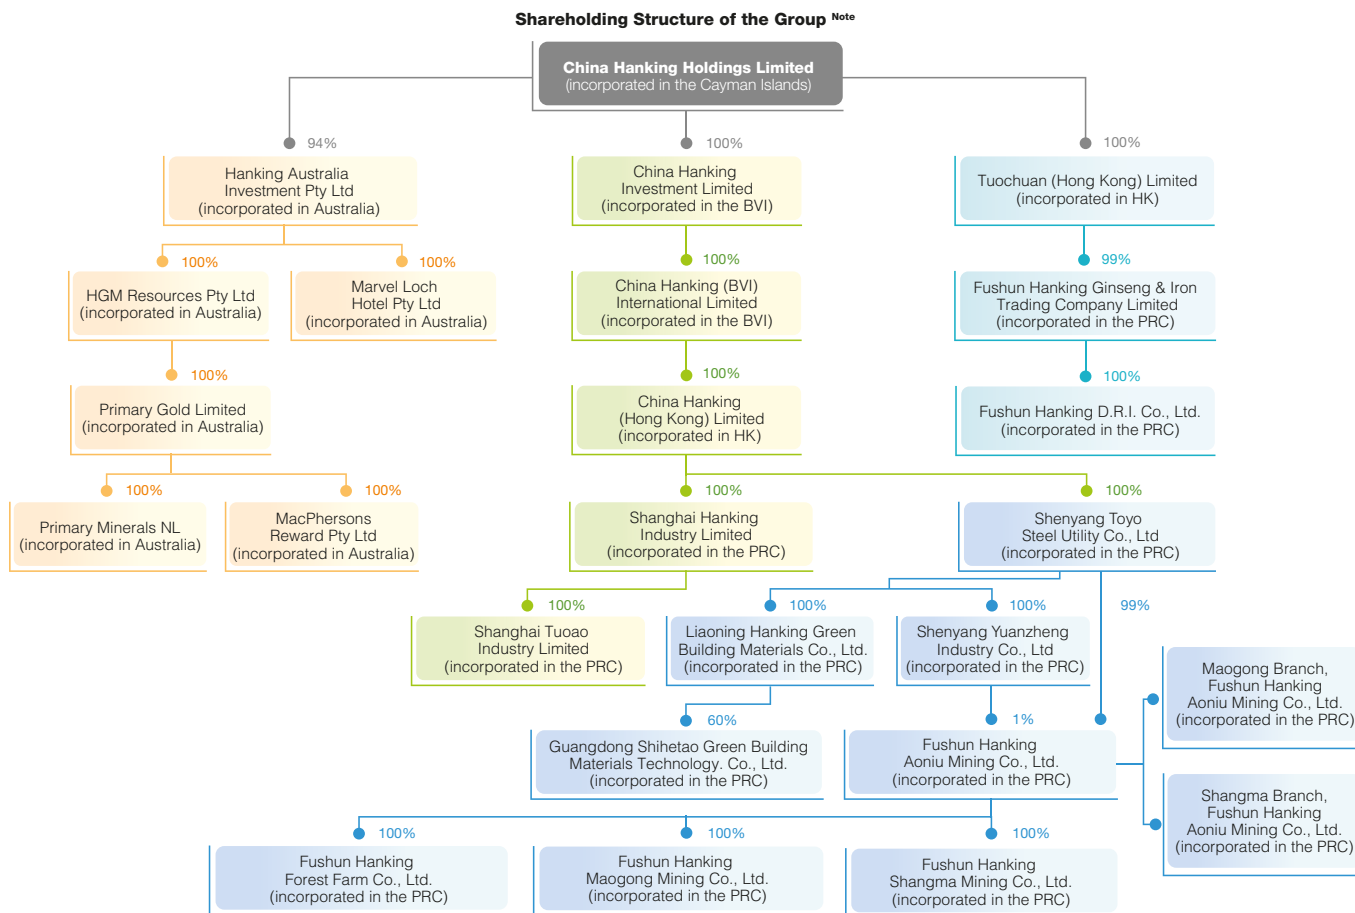 Shareholding Structure of the Group Note
China Hanking Holdings Limited
(incorporated in the Cayman Islands)
94%
100%
100%
Hanking Australia
Investment Pty Ltd
(incorporated in Australia)
China Hanking
Investment Limited
(incorporated in the BVI)
Tuochuan (Hong Kong) Limited
(incorporated in HK)
100%
100%
100%
99%
HGM Resources Pty Ltd
(incorporated in Australia)
Marvel Loch
Hotel Pty Ltd
(incorporated in Australia)
China Hanking (BVI)
International Limited
(incorporated in the BVI)
Fushun Hanking Ginseng & Iron
Trading Company Limited
(incorporated in the PRC)
100%
100%
100%
Primary Gold Limited
(incorporated in Australia)
China Hanking
(Hong Kong) Limited
(incorporated in HK)
Fushun Hanking D.R.I. Co., Ltd.
(incorporated in the PRC)
100%
100%
100%
100%
Primary Minerals NL
(incorporated in Australia)
MacPhersons
Reward Pty Ltd
(incorporated in Australia)
Shanghai Hanking
Industry Limited
(incorporated in the PRC)
Shenyang Toyo
Steel Utility Co., Ltd
(incorporated in the PRC)
100%
100%
100%
99%
Shanghai Tuoao
Industry Limited
(incorporated in the PRC)
Liaoning Hanking Green
Building Materials Co., Ltd.
(incorporated in the PRC)
Shenyang Yuanzheng
Industry Co., Ltd
(incorporated in the PRC)
Maogong Branch,
Fushun Hanking
Aoniu Mining Co., Ltd.
(incorporated in the PRC)
60%
1%
Guangdong Shihetao Green Building
Materials Technology. Co., Ltd.
(incorporated in the PRC)
Fushun Hanking
Aoniu Mining Co., Ltd.
(incorporated in the PRC)
Shangma Branch,
Fushun Hanking
Aoniu Mining Co., Ltd.
(incorporated in the PRC)
100%
100%
100%
Fushun Hanking
Forest Farm Co., Ltd.
(incorporated in the PRC)
Fushun Hanking
Maogong Mining Co., Ltd.
(incorporated in the PRC)
Fushun Hanking
Shangma Mining Co., Ltd.
(incorporated in the PRC)